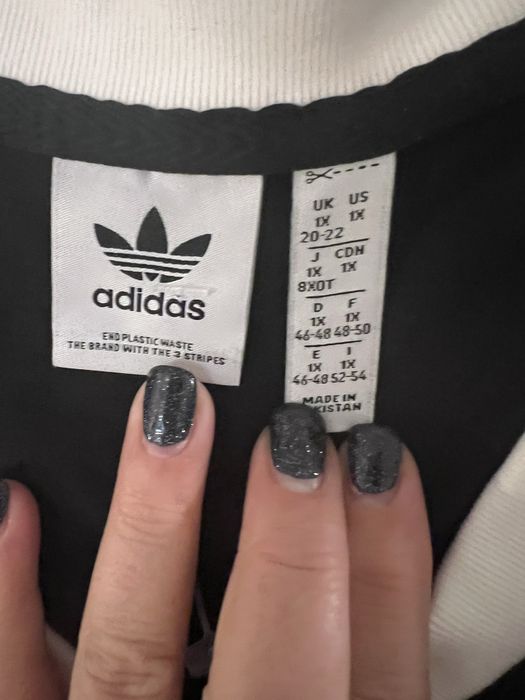 adidas
END PLASTIC WASTE
THE BRAND WITH THE 3 STRIPES
UK US
1X 1X
20-22
J CDN
1X 1X
8XOT
D F
1X 1X
46-48 48-50
E I
1X 1X
46-48 52-54
MADE IN
KISTAN